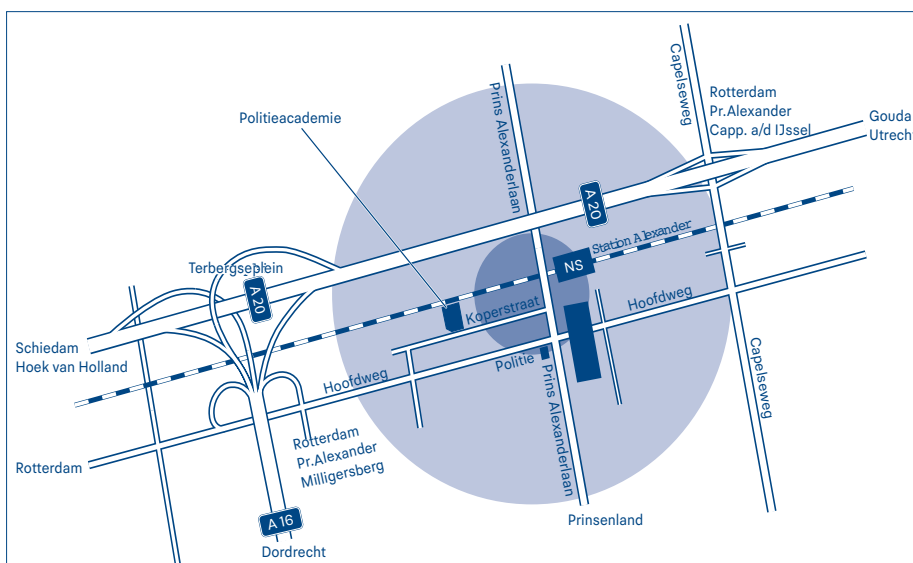 Capelseweg
Prins Alexanderlaan
Rotterdam
Pr.Alexander
Capp. a/d IJssel
Gouda
Utrecht
Politieacademie
A 20
Station Alexander
NS
Terbergseplein
A 20
Koperstraat
Hoofdweg
Schiedam
Hoek van Holland
Hoofdweg
Politie
Prins Alexanderlaan
Capelseweg
Rotterdam
Rotterdam
Pr.Alexander
Milligersberg
A 16
Dordrecht
Prinsenland